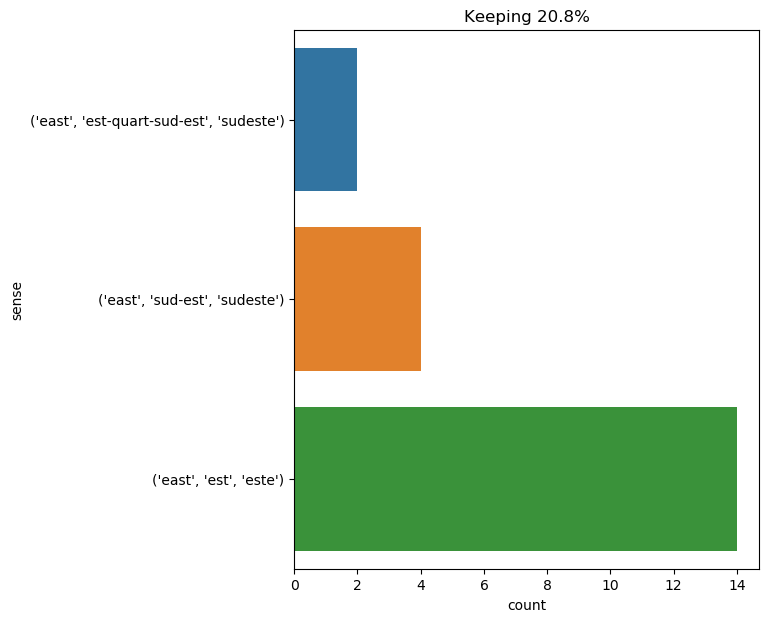 Keeping 20.8%
('east', 'est-quart-sud-est', 'sudeste')
('east', 'sud-est', 'sudeste')
('east', 'est', 'este')
sense
0 2 4 6 8 10 12 14
count